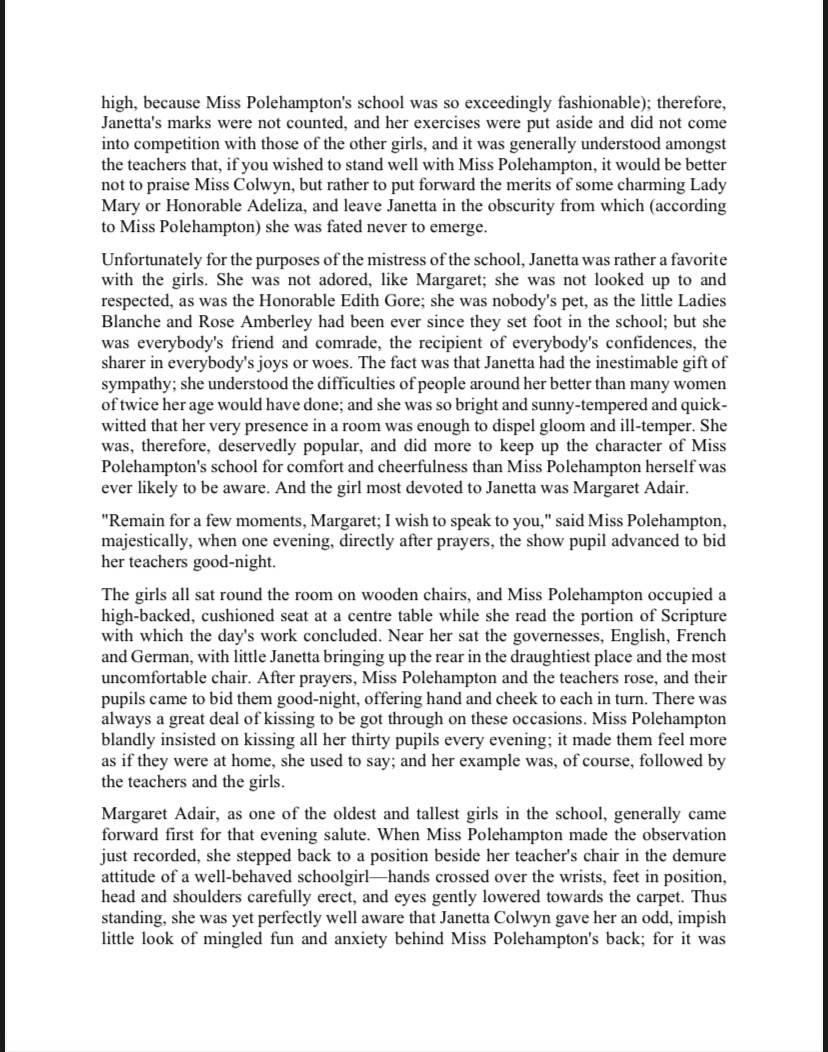 high, because Miss Polehampton's school was so exceedingly fashionable); therefore,
Janetta's marks were not counted, and her exercises were put aside and did not come
into competition with those of the other girls, and it was generally understood amongst
the teachers that, if you wished to stand well with Miss Polehampton, it would be better
not to praise Miss Colwyn, but rather to put forward the merits of some charming Lady
Mary or Honorable Adeliza, and leave Janetta in the obscurity from which (according
to Miss Polehampton) she was fated never to emerge.
Unfortunately for the purposes of the mistress of the school, Janetta was rather a favorite
with the girls. She was not adored, like Margaret; she was not looked up to and
respected, as was the Honorable Edith Gore; she was nobody's pet, as the little Ladies
Blanche and Rose Amberley had been ever since they set foot in the school; but she
was everybody's friend and comrade, the recipient of everybody's confidences, the
sharer in everybody's joys or woes. The fact was that Janetta had the inestimable gift of
sympathy; she understood the difficulties of people around her better than many women
of twice her age would have done; and she was so bright and sunny-tempered and quick-
witted that her very presence in a room was enough to dispel gloom and ill-temper. She
was, therefore, deservedly popular, and did more to keep up the character of Miss
Polehampton's school for comfort and cheerfulness than Miss Polehampton herself was
ever likely to be aware. And the girl most devoted to Janetta was Margaret Adair.
"Remain for a few moments, Margaret; I wish to speak to you," said Miss Polehampton,
majestically, when one evening, directly after prayers, the show pupil advanced to bid
her teachers good-night.
The girls all sat round the room on wooden chairs, and Miss Polehampton occupied a
high-backed, cushioned seat at a centre table while she read the portion of Scripture
with which the day's work concluded. Near her sat the governesses, English, French
and German, with little Janetta bringing up the rear in the draughtiest place and the most
uncomfortable chair. After prayers, Miss Polehampton and the teachers rose, and their
pupils came to bid them good-night, offering hand and cheek to each in turn. There was
always a great deal of kissing to be got through on these occasions. Miss Polehampton
blandly insisted on kissing all her thirty pupils every evening; it made them feel more
as if they were at home, she used to say; and her example was, of course, followed by
the teachers and the girls.
Margaret Adair, as one of the oldest and tallest girls in the school, generally came
forward first for that evening salute. When Miss Polehampton made the observation
just recorded, she stepped back to a position beside her teacher's chair in the demure
attitude of a well-behaved schoolgirl—hands crossed over the wrists, feet in position,
head and shoulders carefully erect, and eyes gently lowered towards the carpet. Thus
standing, she was yet perfectly well aware that Janetta Colwyn gave her an odd, impish
little look of mingled fun and anxiety behind Miss Polehampton's back; for it was